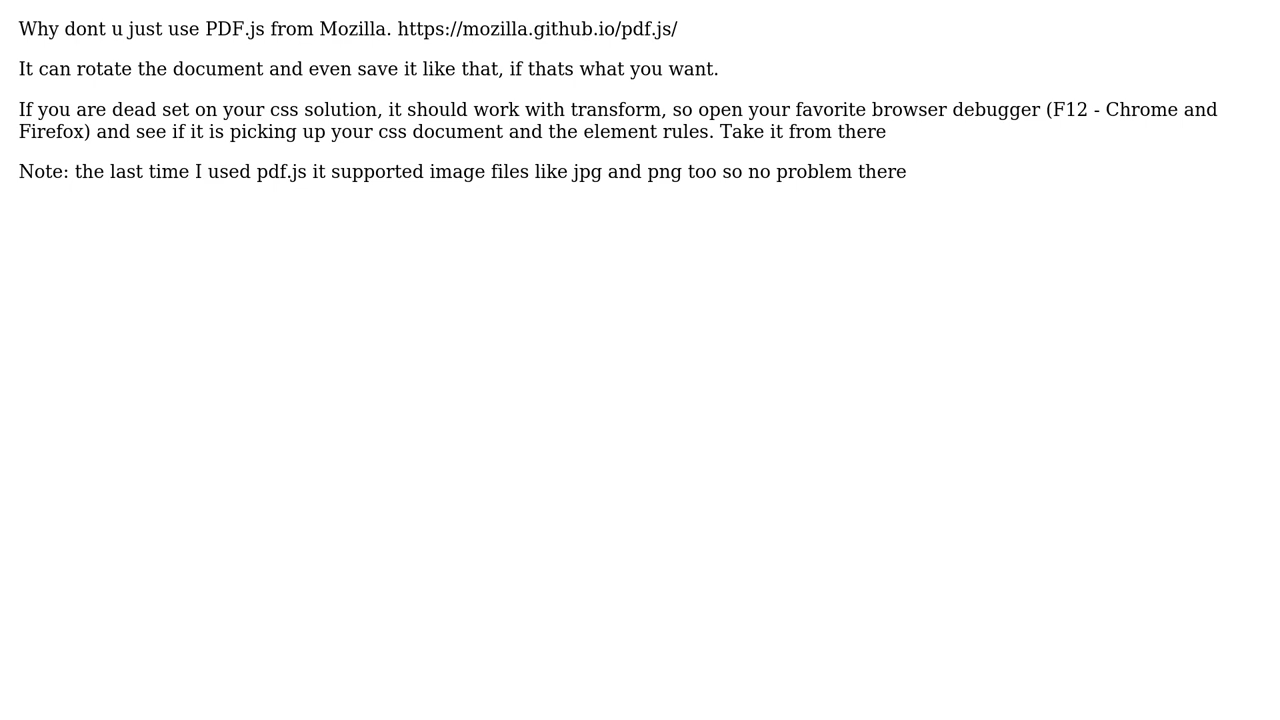 Why dont u just use PDF.js from Mozilla. https://mozilla.github.io/pdf.js/
It can rotate the document and even save it like that, if thats what you want.
If you are dead set on your css solution, it should work with transform, so open your favorite browser debugger (F12 - Chrome and
Firefox) and see if it is picking up your css document and the element rules. Take it from there
Note: the last time I used pdf.js it supported image files like jpg and png too so no problem there